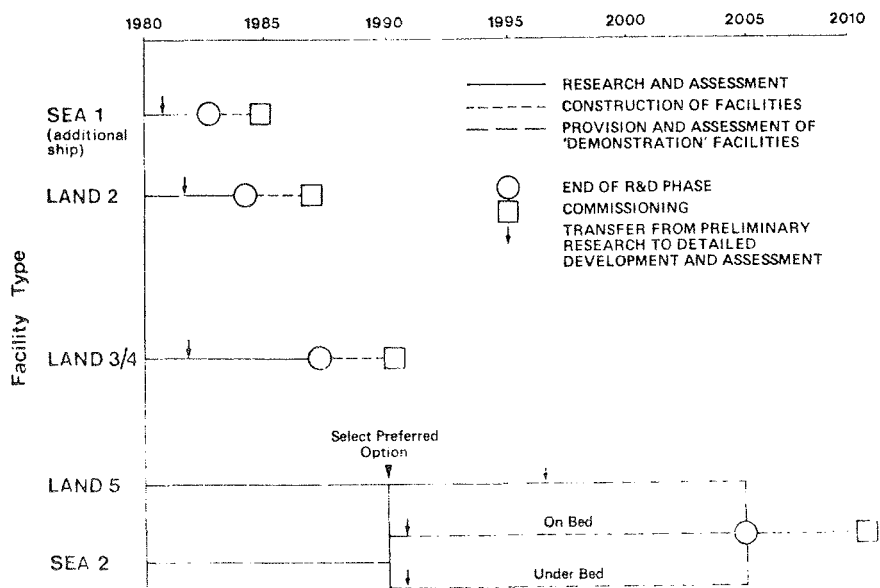 1980 1985 1990 1995 2000 2005 2010
Facility Type
SEA 1
(additional
ship)
LAND 2
LAND 3/4
LAND 5
SEA 2
RESEARCH AND ASSESSMENT
CONSTRUCTION OF FACILITIES
PROVISION AND ASSESSMENT OF
'DEMONSTRATION' FACILITIES
END OF R&D PHASE
COMMISSIONING
TRANSFER FROM PRELIMINARY
RESEARCH TO DETAILED
DEVELOPMENT AND ASSESSMENT
Select Preferred
Option
On Bed
Under Bed